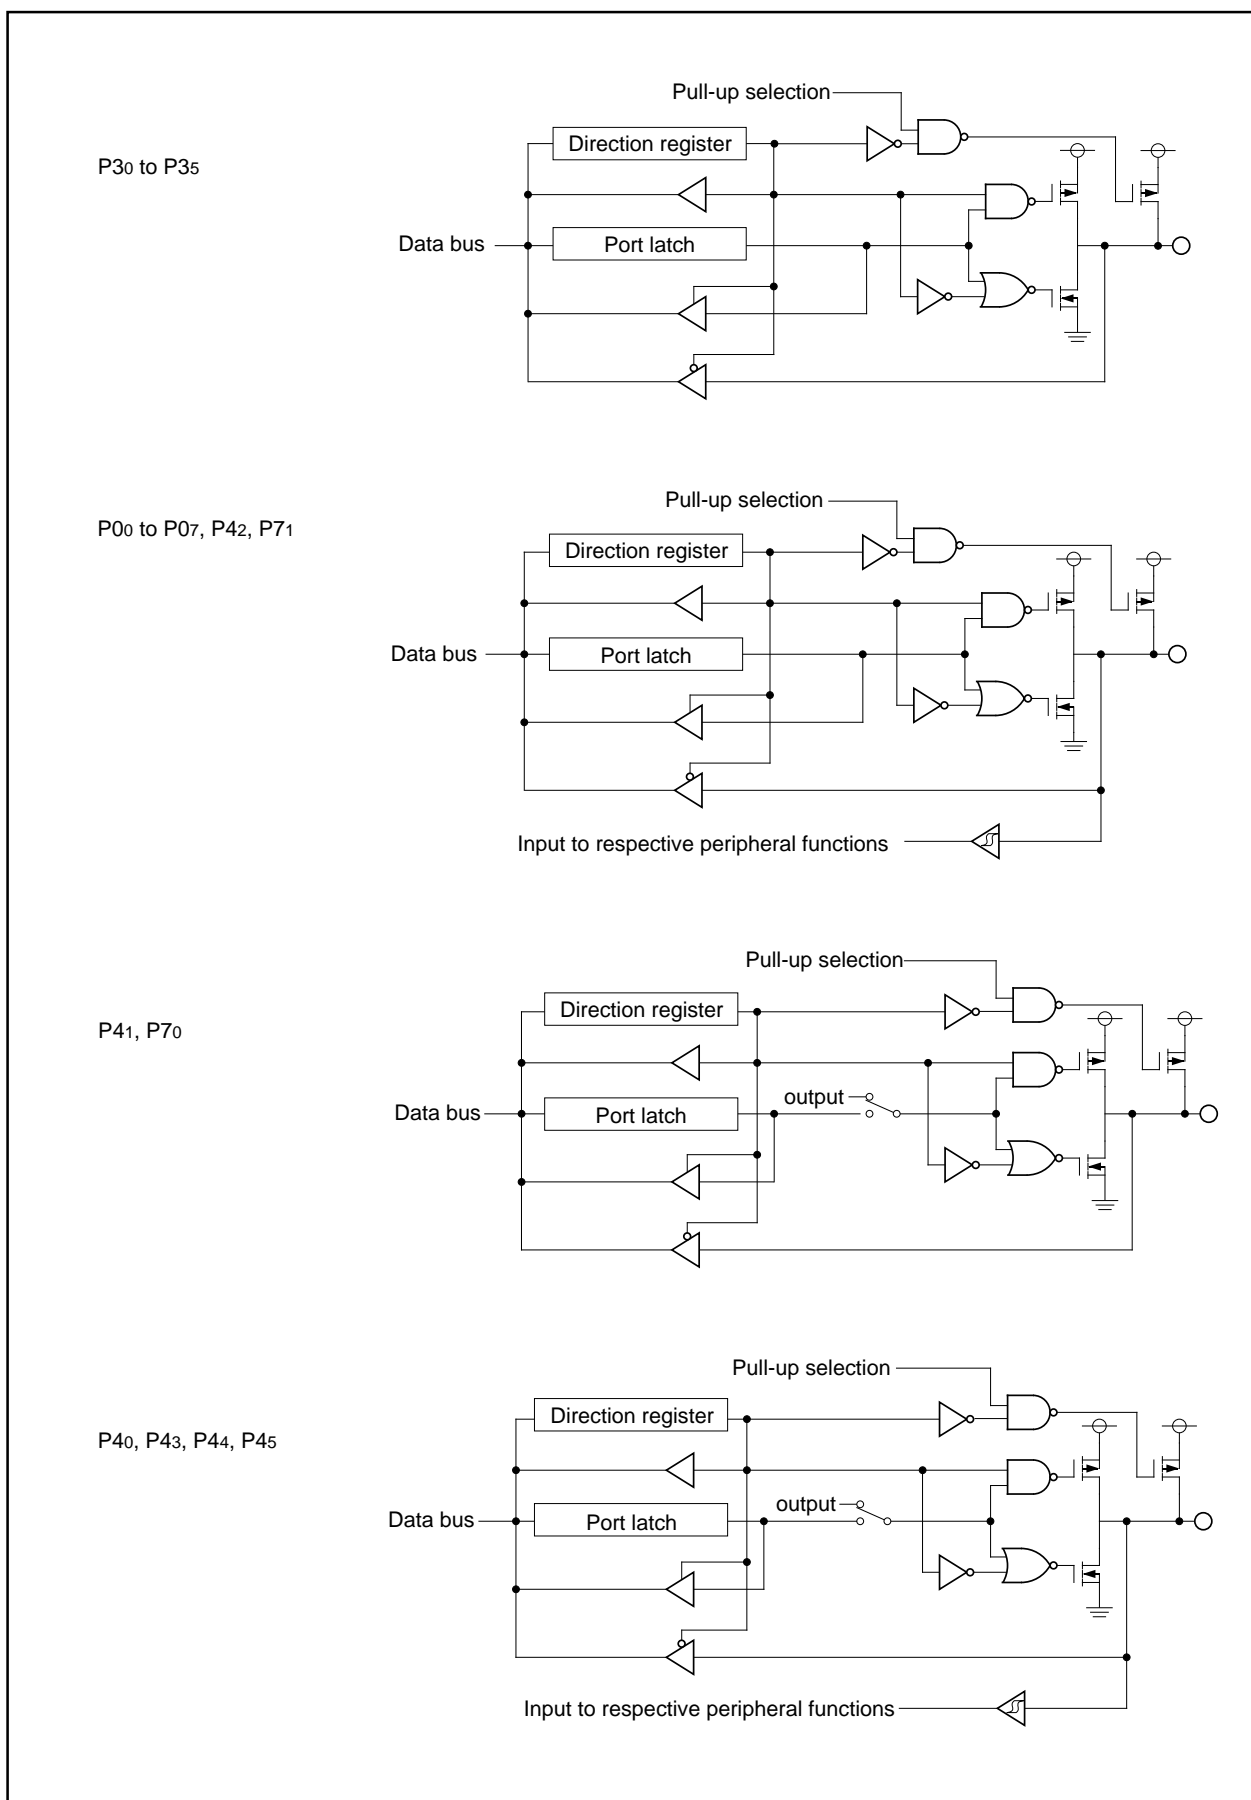 Pull-up selection
Direction register
P30 to P35
Data bus
Port latch
Pull-up selection
P00 to P07, P42, P71
Direction register
Data bus
Port latch
Input to respective peripheral functions
Pull-up selection
Direction register
P41, P70
output
Data bus
Port latch
Pull-up selection
Direction register
P40, P43, P44, P45
output
Data bus
Port latch
Input to respective peripheral functions